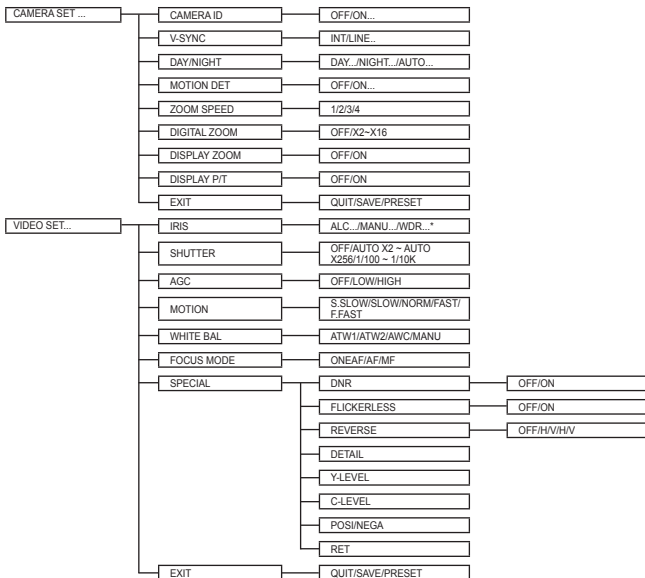 CAMERA SET ...
CAMERA ID
OFF/ON...
V-SYNC
INT/LINE..
DAY/NIGHT
DAY.../NIGHT.../AUTO...
MOTION DET
OFF/ON...
ZOOM SPEED
1/2/3/4
DIGITAL ZOOM
OFF/X2~X16
DISPLAY ZOOM
OFF/ON
DISPLAY P/T
OFF/ON
EXIT
QUIT/SAVE/PRESET
VIDEO SET...
IRIS
ALC.../MANU.../WDR...*
SHUTTER
OFF/AUTO X2 ~ AUTO
X256/1/100 ~ 1/10K
AGC
OFF/LOW/HIGH
MOTION
S.SLOW/SLOW/NORM/FAST/
F.FAST
WHITE BAL
ATW1/ATW2/AWC/MANU
FOCUS MODE
ONEAF/AF/MF
SPECIAL
DNR
OFF/ON
FLICKERLESS
OFF/ON
REVERSE
OFF/H/V/H/V
DETAIL
Y-LEVEL
C-LEVEL
POSI/NEGA
RET
EXIT
QUIT/SAVE/PRESET